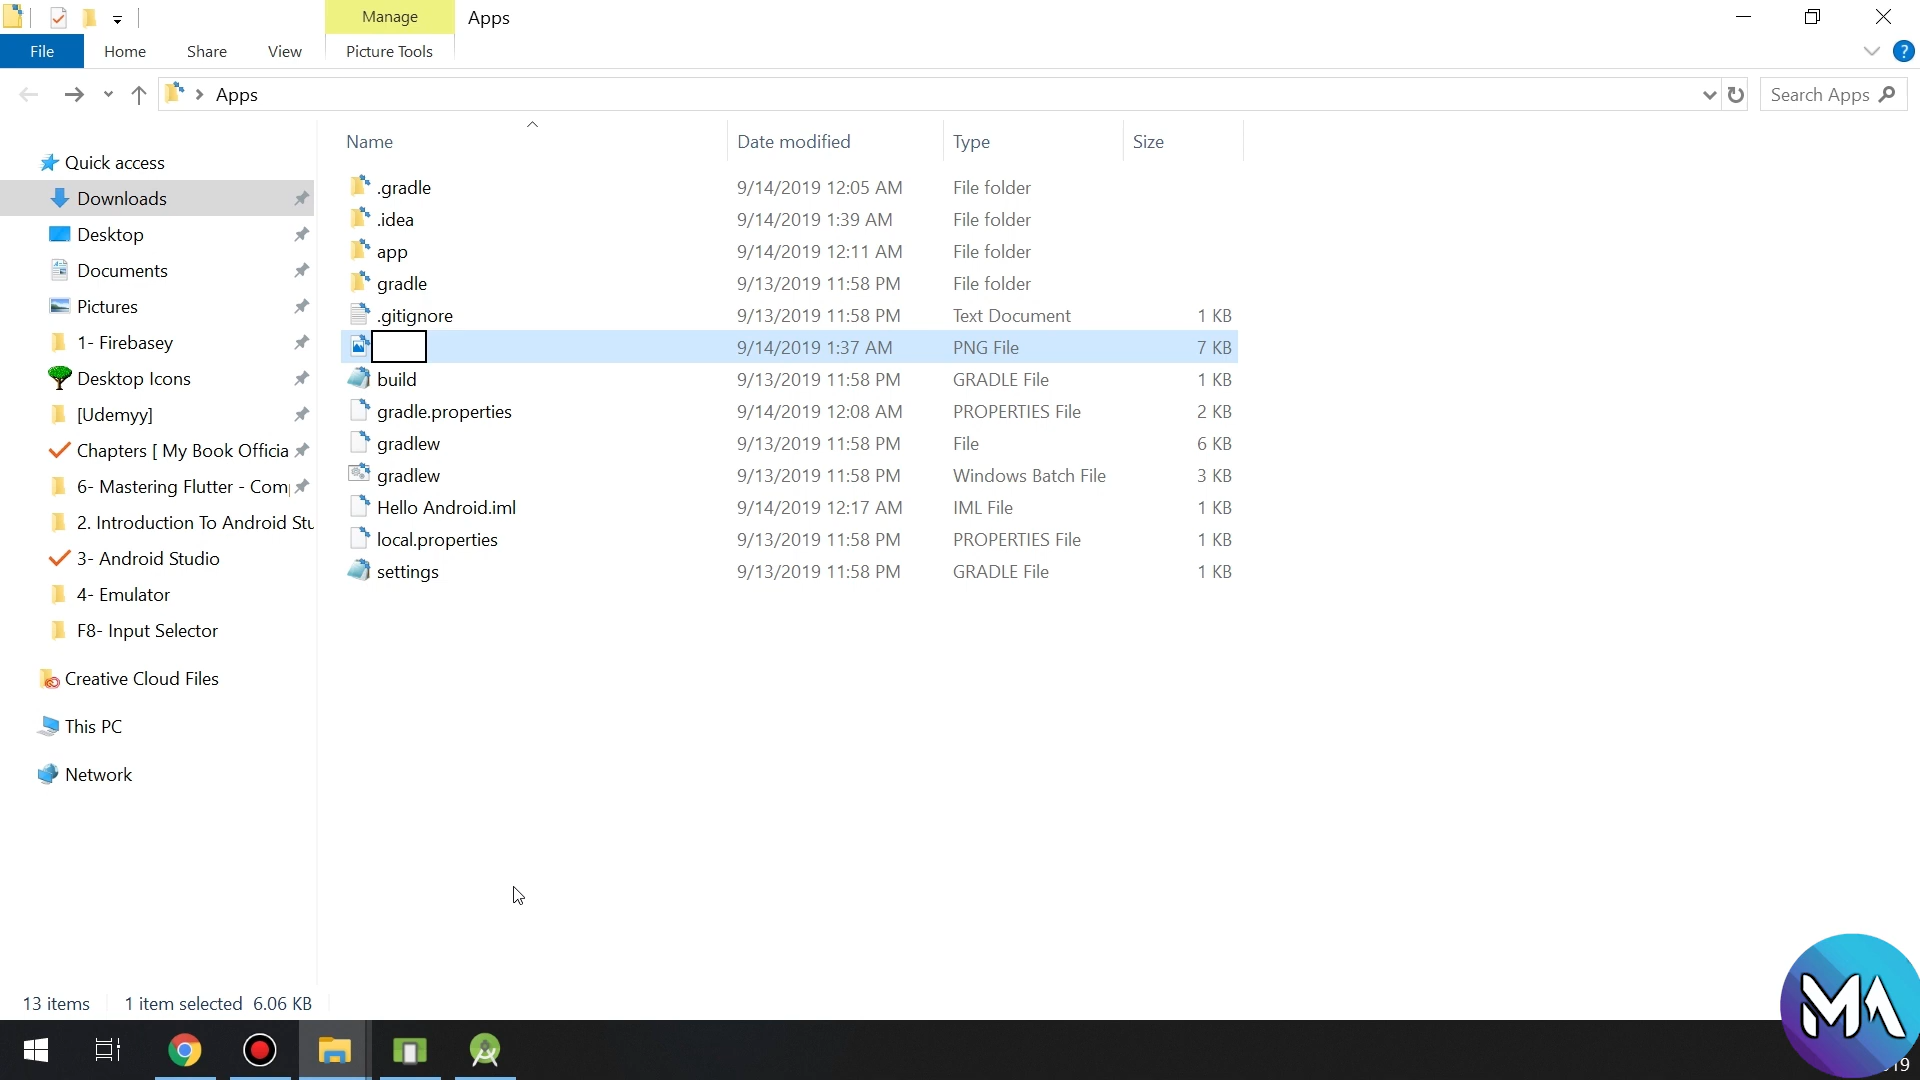 Manage
Apps
File
Home
Share
View
Picture Tools
?
Apps
Search Apps
Name
Date modified
Type
Size
Quick access
Downloads
Desktop
Documents
Pictures
1- Firebasey
Desktop Icons
[Udemyy]
Chapters [ My Book Officia
6- Mastering Flutter - Com
2. Introduction To Android Stu
3- Android Studio
4- Emulator
F8- Input Selector
Creative Cloud Files
This PC
Network
.gradle 9/14/2019 12:05 AM File folder
.idea 9/14/2019 1:39 AM File folder
app 9/14/2019 12:11 AM File folder
gradle 9/13/2019 11:58 PM File folder
.gitignore 9/13/2019 11:58 PM Text Document 1 KB
9/14/2019 1:37 AM PNG File 7 KB
build 9/13/2019 11:58 PM GRADLE File 1 KB
gradle.properties 9/14/2019 12:08 AM PROPERTIES File 2 KB
gradlew 9/13/2019 11:58 PM File 6 KB
gradlew 9/13/2019 11:58 PM Windows Batch File 3 KB
Hello Android.iml 9/14/2019 12:17 AM IML File 1 KB
local.properties 9/13/2019 11:58 PM PROPERTIES File 1 KB
settings 9/13/2019 11:58 PM GRADLE File 1 KB
13 items
1 item selected 6.06 KB
MA